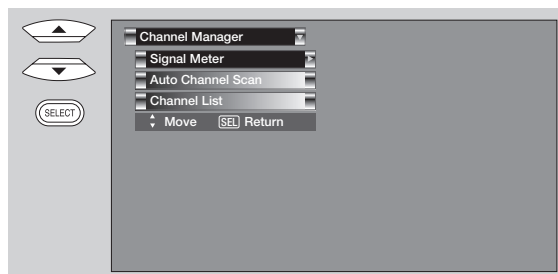 SELECT
Channel Manager
Signal Meter
Auto Channel Scan
Channel List
Move SEL Return